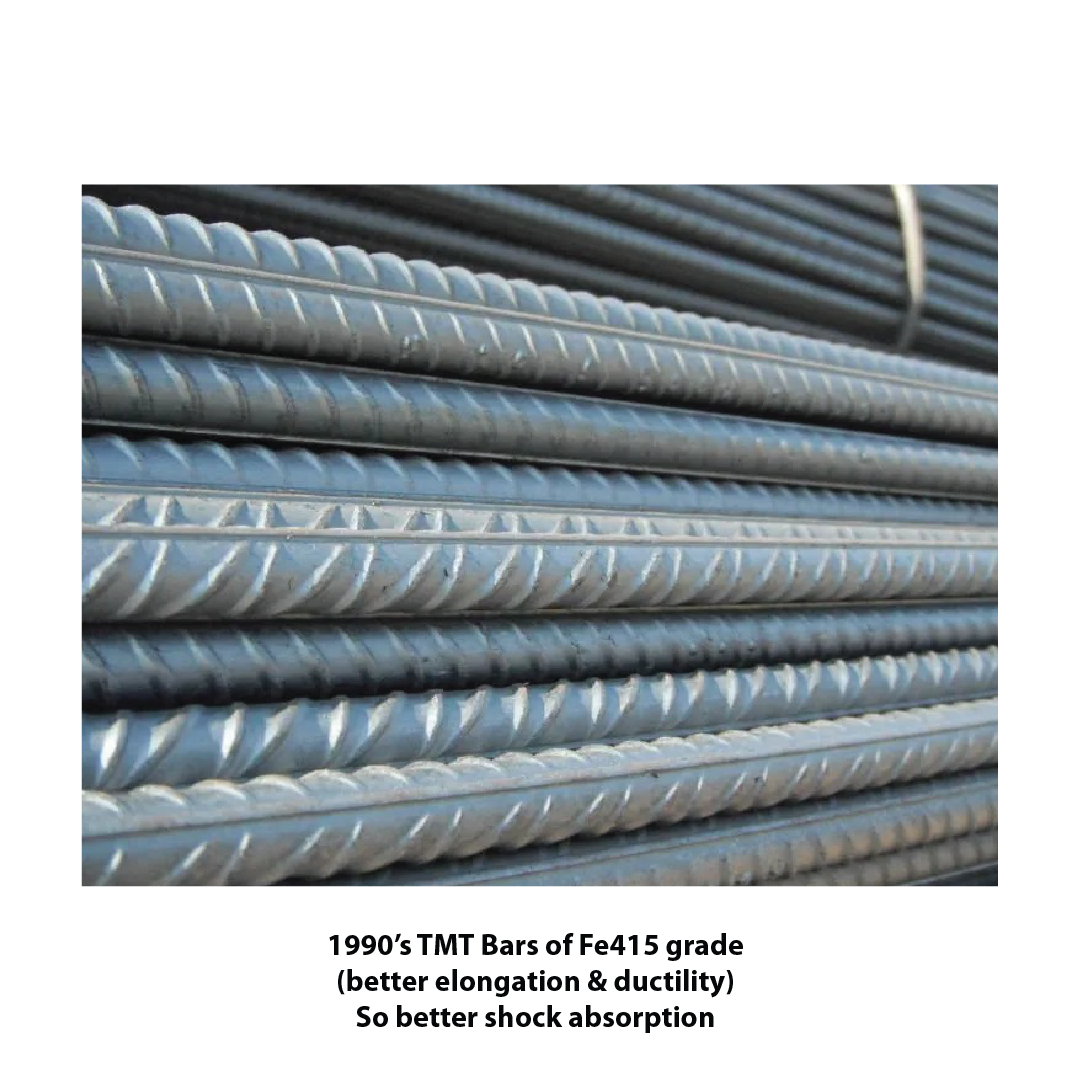 1990’s TMT Bars of Fe415 grade
(better elongation & ductility)
So better shock absorption